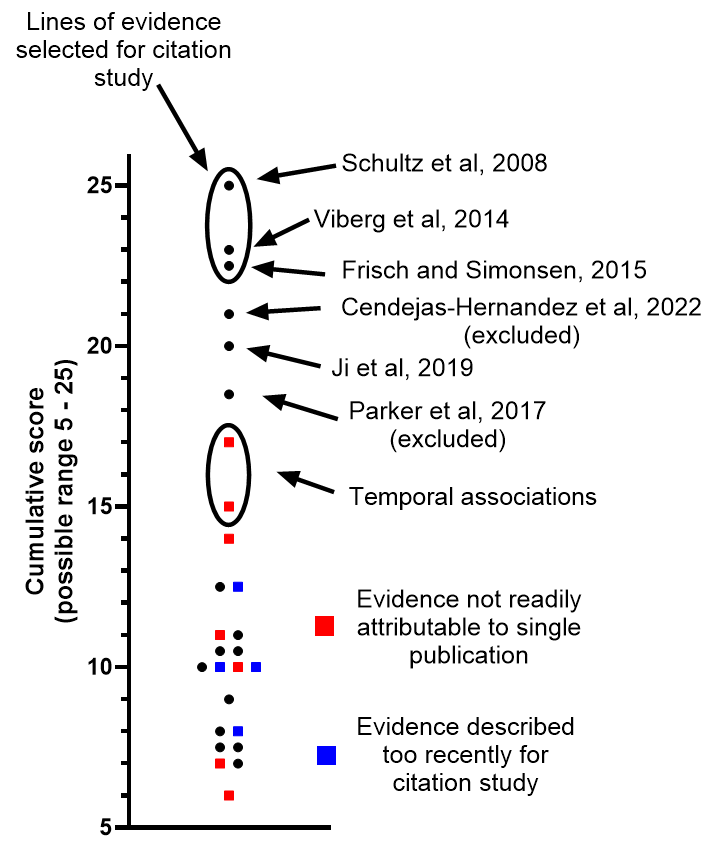 Lines of evidence
selected for citation
study
Schultz et al, 2008
25
Viberg et al, 2014
Frisch and Simonsen, 2015
Cendejas-Hernandez et al, 2022
(excluded)
20
Ji et al, 2019
Parker et al, 2017
(excluded)
Cumulative score
(possible range 5 - 25)
Temporal associations
15
Evidence not readily
attributable to single
publication
10
Evidence described
too recently for
citation study
5